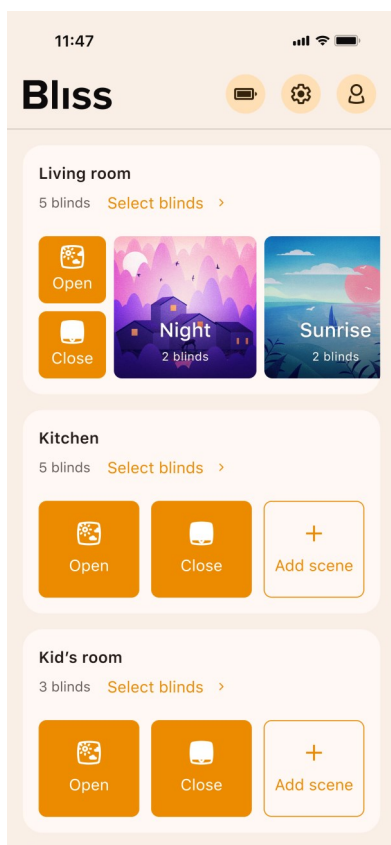 11:47
Blıss
Living room
5 blinds Select blinds >
Open
Close
Night
2 blinds
Sunrise
2 blinds
Kitchen
5 blinds Select blinds >
Open Close + Add scene
Kid's room
3 blinds Select blinds >
Open Close + Add scene